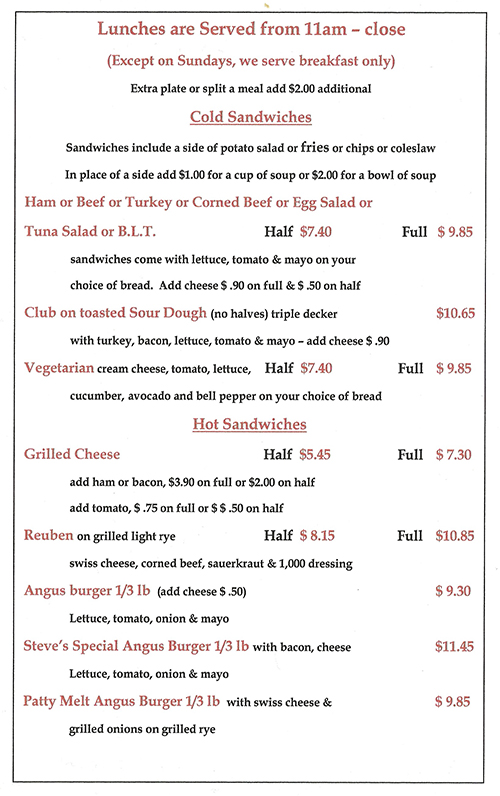 Lunches are Served from 11am – close
(Except on Sundays, we serve breakfast only)
Extra plate or split a meal add $2.00 additional
Cold Sandwiches
Sandwiches include a side of potato salad or fries or chips or coleslaw
In place of a side add $1.00 for a cup of soup or $2.00 for a bowl of soup
Ham or Beef or Turkey or Corned Beef or Egg Salad or
Tuna Salad or B.L.T. Half $7.40 Full $ 9.85
sandwiches come with lettuce, tomato & mayo on your
choice of bread. Add cheese $ .90 on full & $ .50 on half
Club on toasted Sour Dough (no halves) triple decker $10.65
with turkey, bacon, lettuce, tomato & mayo – add cheese $ .90
Vegetarian cream cheese, tomato, lettuce, Half $7.40 Full $ 9.85
cucumber, avocado and bell pepper on your choice of bread
Hot Sandwiches
Grilled Cheese Half $5.45 Full $ 7.30
add ham or bacon, $3.90 on full or $2.00 on half
add tomato, $ .75 on full or $ $ .50 on half
Reuben on grilled light rye Half $ 8.15 Full $10.85
swiss cheese, corned beef, sauerkraut & 1,000 dressing
Angus burger 1/3 lb (add cheese $ .50) $ 9.30
Lettuce, tomato, onion & mayo
Steve's Special Angus Burger 1/3 lb with bacon, cheese $11.45
Lettuce, tomato, onion & mayo
Patty Melt Angus Burger 1/3 lb with swiss cheese & $ 9.85
grilled onions on grilled rye